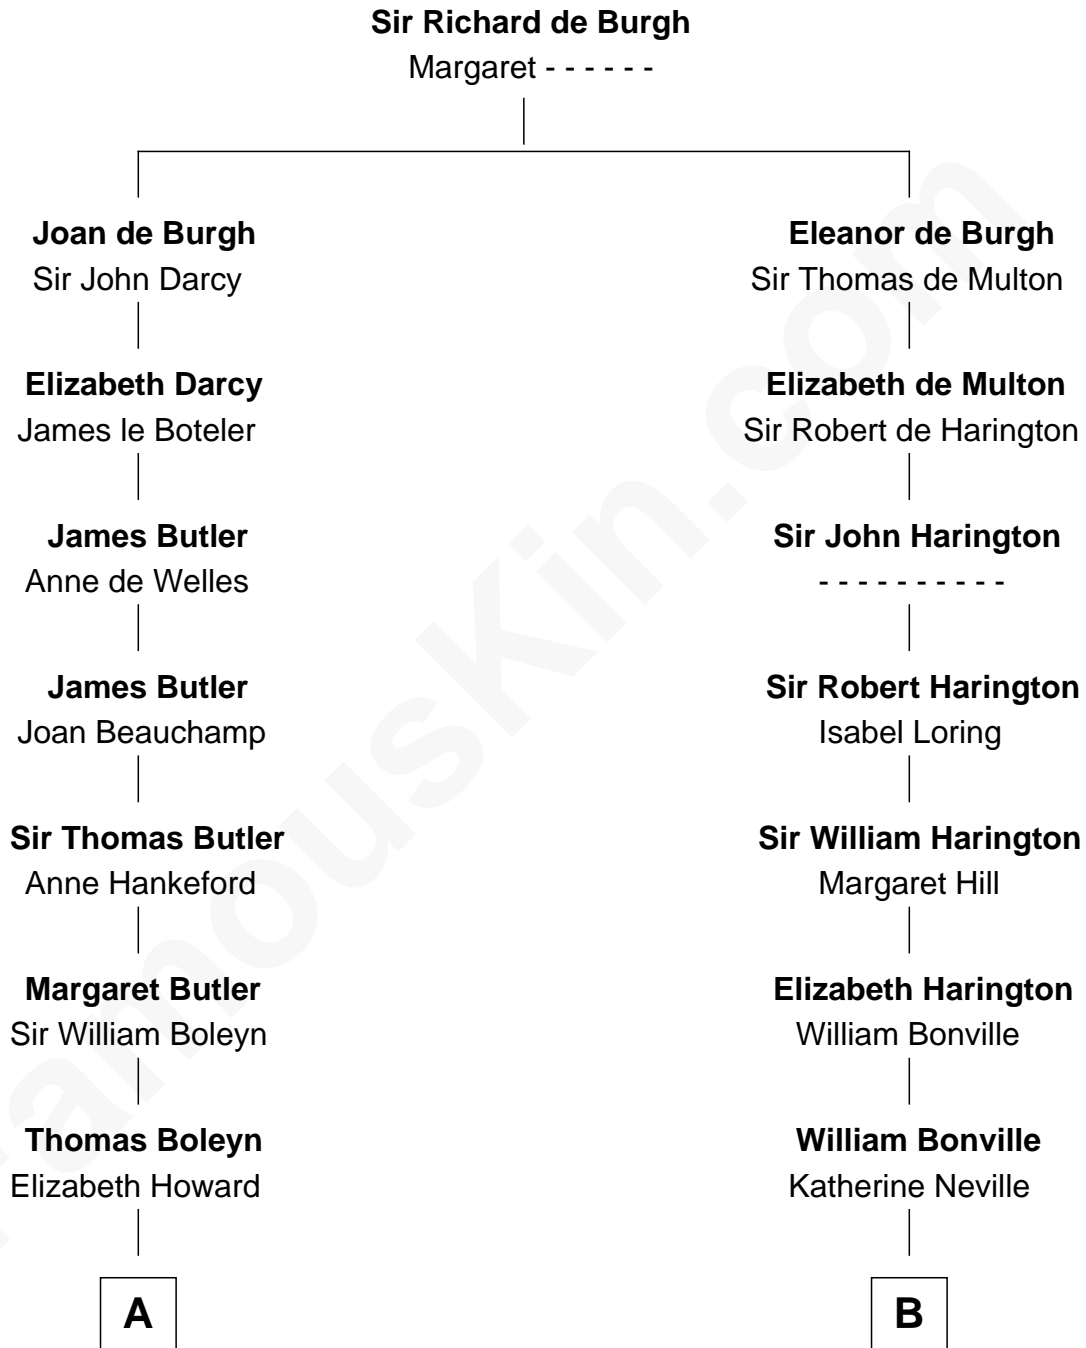 Sir Richard de Burgh
Margaret - - - - - -
Joan de Burgh
Sir John Darcy
Eleanor de Burgh
Sir Thomas de Multon
Elizabeth Darcy
James le Boteler
Elizabeth de Multon
Sir Robert de Harington
James Butler
Anne de Welles
Sir John Harington
- - - - - - - - - -
James Butler
Joan Beauchamp
Sir Robert Harington
Isabel Loring
Sir Thomas Butler
Anne Hankeford
Sir William Harington
Margaret Hill
Margaret Butler
Sir William Boleyn
Elizabeth Harington
William Bonville
Thomas Boleyn
Elizabeth Howard
William Bonville
Katherine Neville
A
B
FamousKin.com